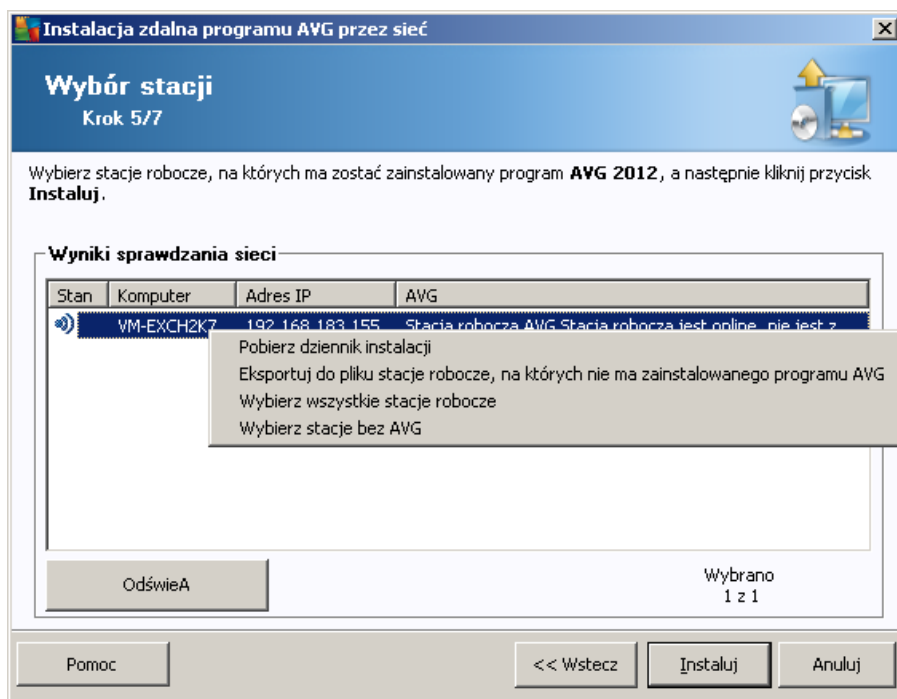 Instalacja zdalna programu AVG przez sieć
Wybór stacji
Krok 5/7
Wybierz stacje robocze, na których ma zostać zainstalowany program AVG 2012, a następnie kliknij przycisk
Instaluj.
Wyniki sprawdzania sieci
Stan Komputer Adres IP AVG
VM-EXCH2K7 192.168.183.155 Stacja robocza AVG Stacja robocza jest online, nie jest z
Pobierz dziennik instalacji
Eksportuj do pliku stacje robocze, na których nie ma zainstalowanego programu AVG
Wybierz wszystkie stacje robocze
Wybierz stacje bez AVG
OdświeA
Wybrano
1 z 1
Pomoc << Wstecz Instaluj Anuluj